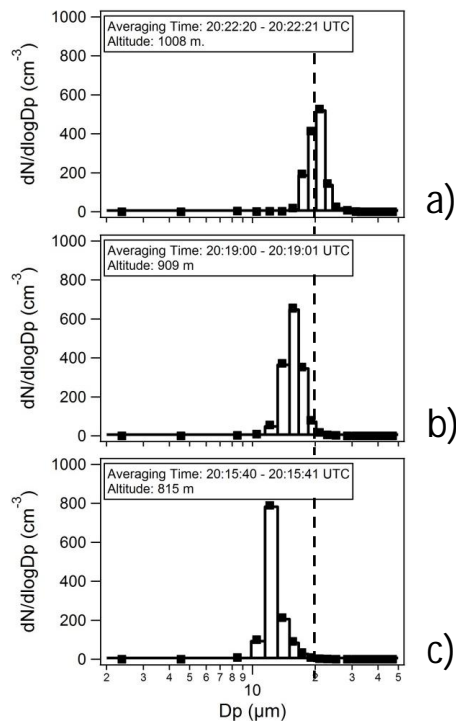 1000
800
600
400
200
0
dN/dlogDp (cm-3)
Averaging Time: 20:22:20 - 20:22:21 UTC
Altitude: 1008 m.
a)
1000
800
600
400
200
0
dN/dlogDp (cm-3)
Averaging Time: 20:19:00 - 20:19:01 UTC
Altitude: 909 m
b)
1000
800
600
400
200
0
dN/dlogDp (cm-3)
Averaging Time: 20:15:40 - 20:15:41 UTC
Altitude: 815 m
c)
2 3 4 5 6 7 8 9 10 2 3 4 5
Dp (µm)